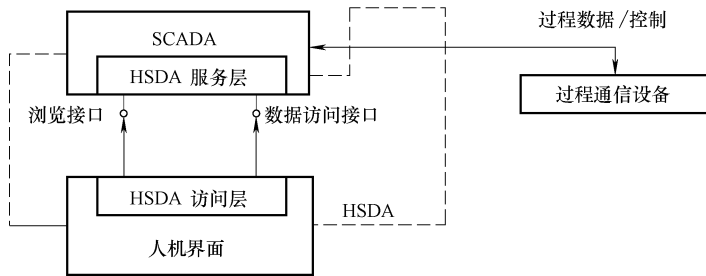 过程数据/控制
SCADA
HSDA 服务层
过程通信设备
浏览接口
数据访问接口
HSDA 访问层
HSDA
人机界面